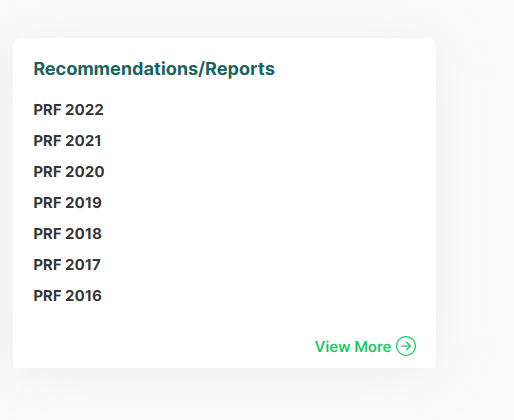 Recommendations/Reports
PRF 2022
PRF 2021
PRF 2020
PRF 2019
PRF 2018
PRF 2017
PRF 2016
View More